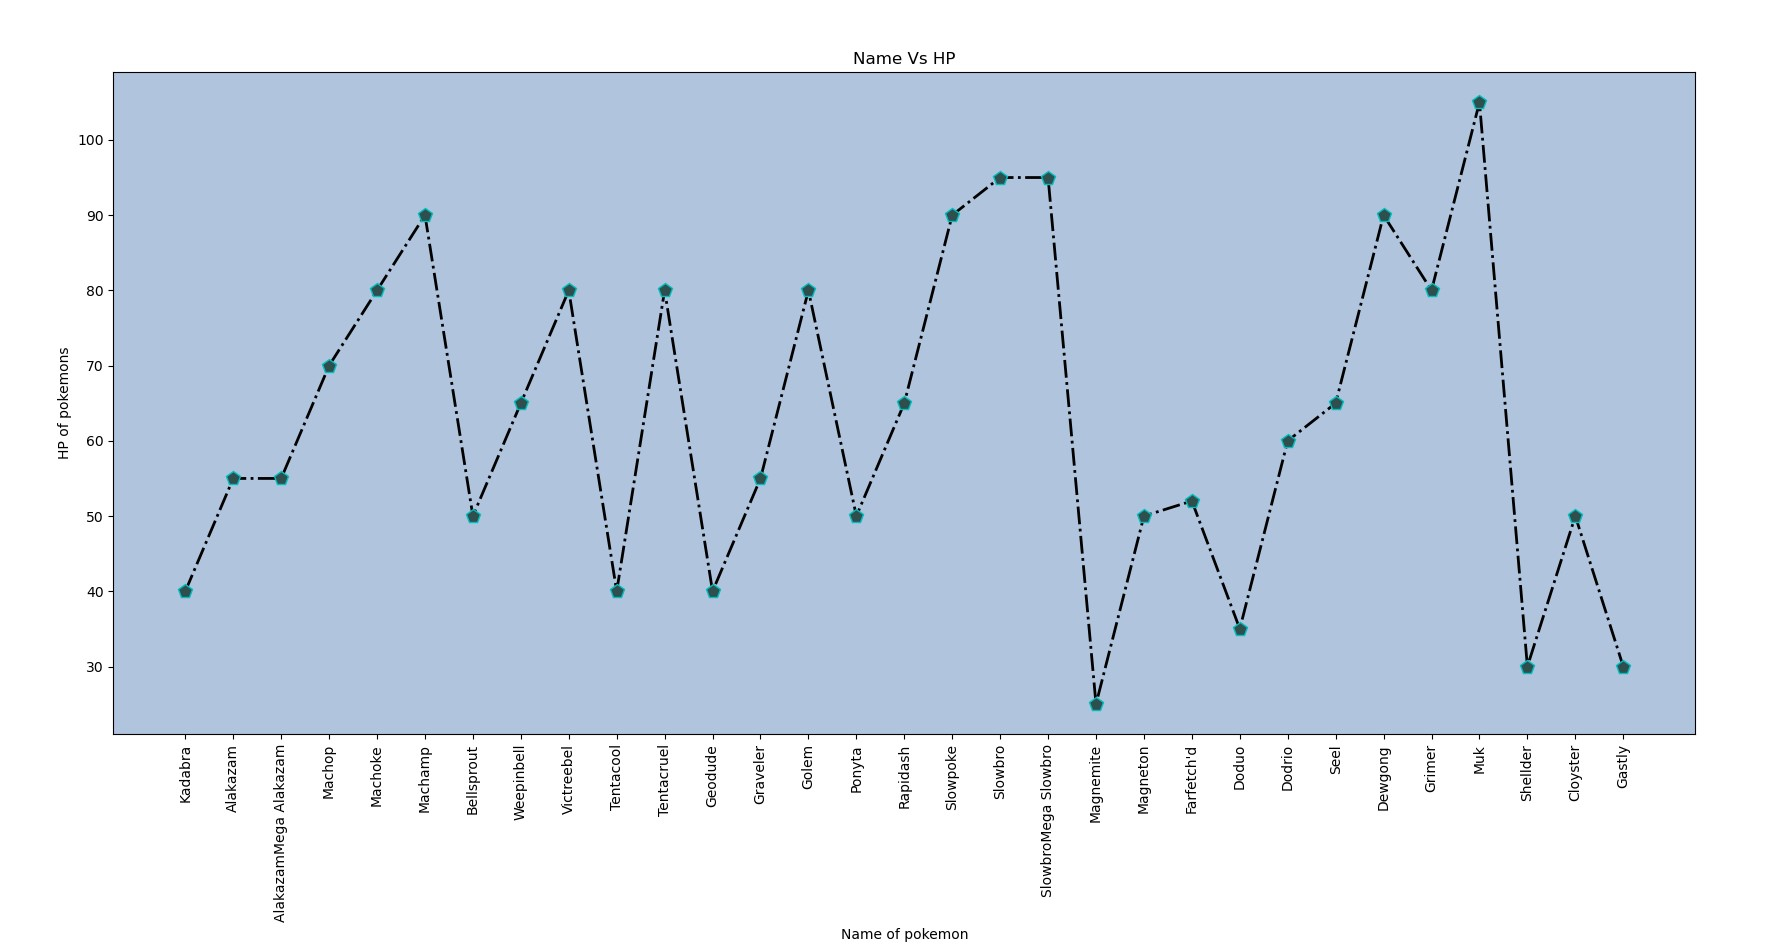 Name Vs HP
HP of pokemons
100
90
80
70
60
50
40
30
Kadabra
Alakazam
AlakazamMega Alakazam
Machop
Machoke
Machamp
Bellsprout
Weepinbell
Victreebel
Tentacool
Tentacruel
Geodude
Graveler
Golem
Ponyta
Rapidash
Slowpoke
Slowbro
SlowbroMega Slowbro
Magnemite
Magneton
Farfetch'd
Doduo
Dodrio
Seel
Dewgong
Grimer
Muk
Shellder
Cloyster
Gastly
Name of pokemon